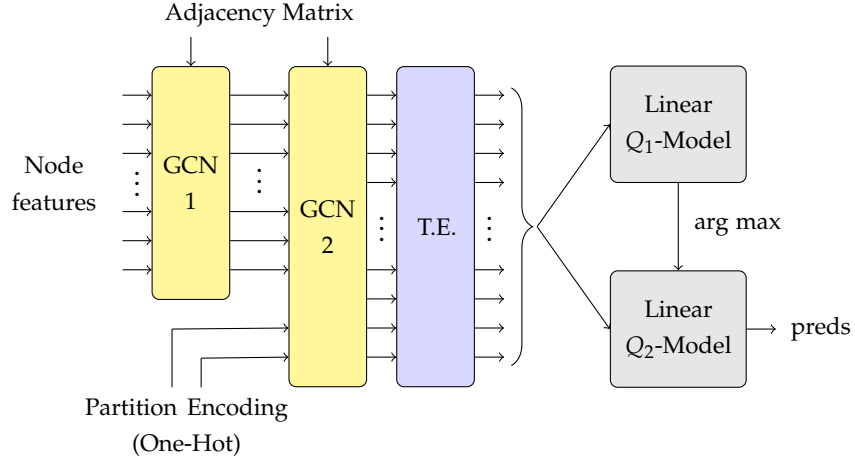 Adjacency Matrix
Node
features
GCN
1
GCN
2
T.E.
Linear
Q₁-Model
arg max
Linear
Q₂-Model
preds
Partition Encoding
(One-Hot)